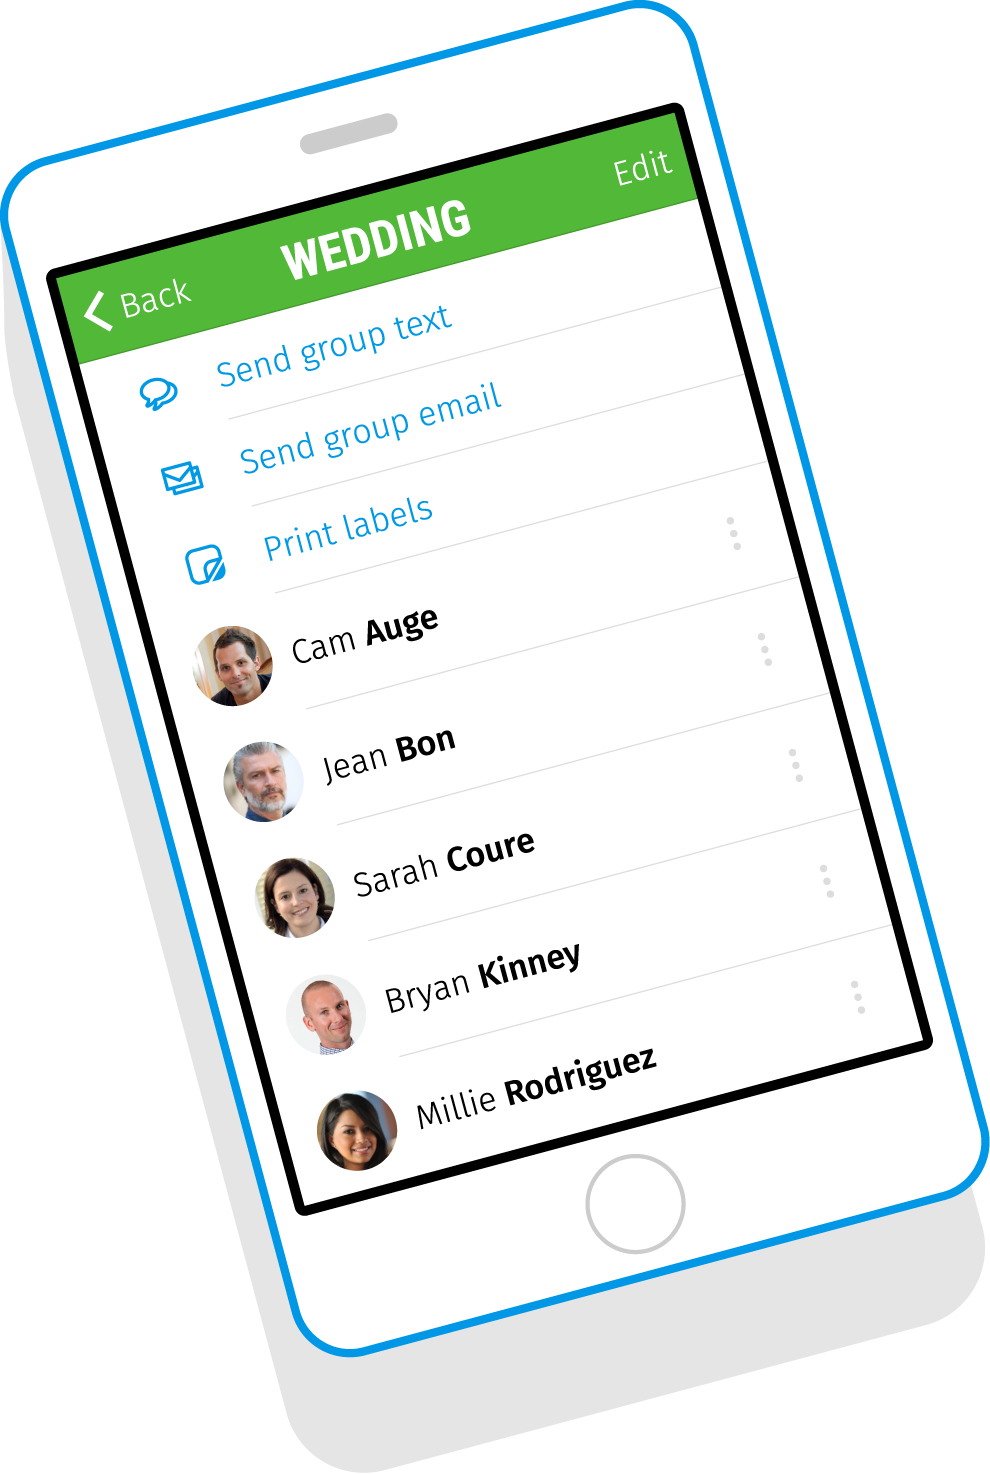 Back
WEDDING
Edit
Send group text
Send group email
Print labels
Cam Auge
Jean Bon
Sarah Coure
Bryan Kinney
Millie Rodriguez